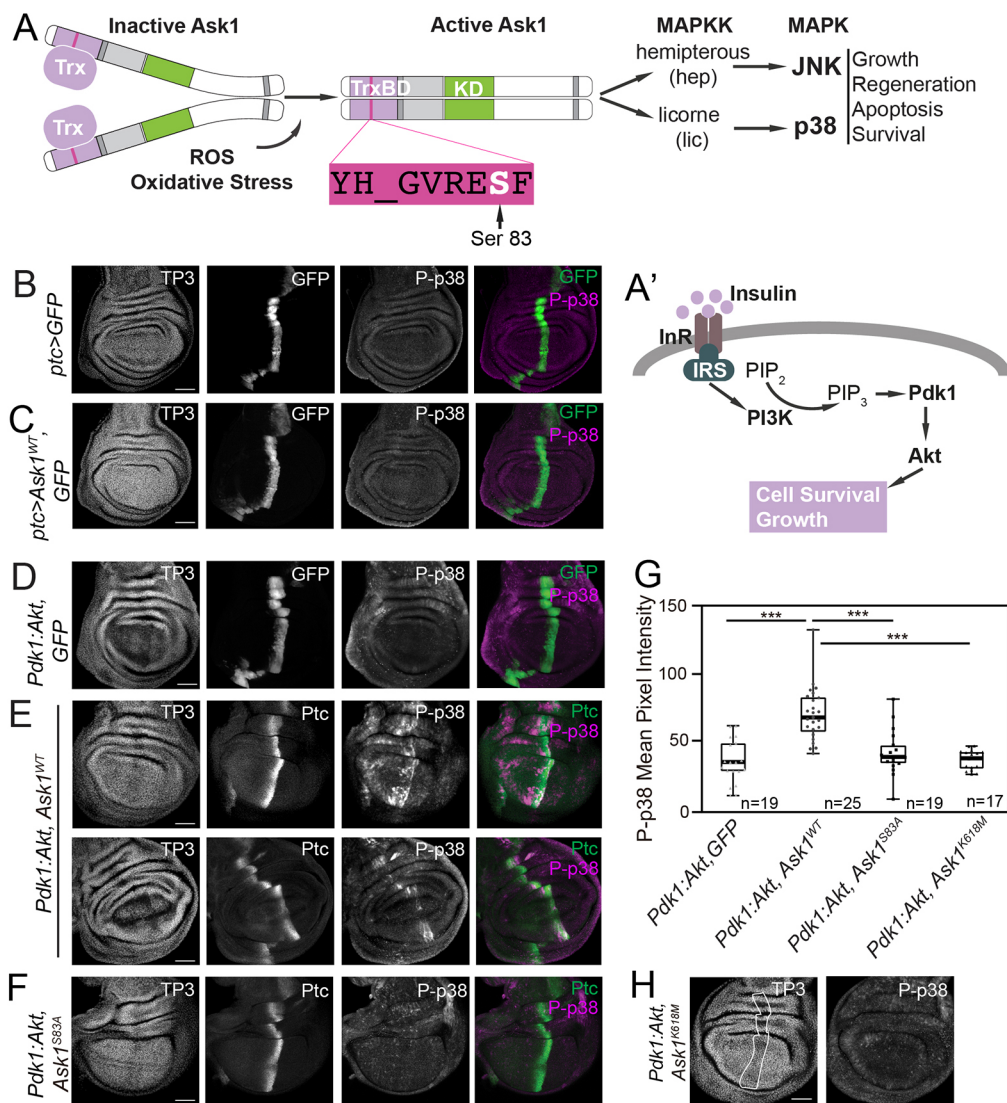 A
Inactive Ask1
Active Ask1
MAPKK
MAPK
Trx
Trx
ROS
Oxidative Stress
TrxBD
KD
hemipterous
(hep)
licorne
(lic)
JNK
p38
Growth
Regeneration
Apoptosis
Survival
YH_GVRESF
Ser 83
B
ptc>GFP
TP3
GFP
P-p38
GFP
P-p38
C
ptc>Ask1WT,
GFP
TP3
GFP
P-p38
GFP
P-p38
A'
Insulin
InR
IRS
PIP2
PI3K
PIP3
Pdk1
Akt
Cell Survival
Growth
D
Pdk1:Akt,
GFP
TP3
GFP
P-p38
GFP
P-p38
E
Pdk1:Akt, Ask1WT
TP3
Ptc
P-p38
Ptc
P-p38
TP3
Ptc
P-p38
Ptc
P-p38
F
Pdk1:Akt,
Ask1S83A
TP3
Ptc
P-p38
Ptc
P-p38
G
P-p38 Mean Pixel Intensity
150
100
50
0
***
***
***
n=19
n=25
n=19
n=17
Pdk1:Akt,GFP
Pdk1:Akt, Ask1WT
Pdk1:Akt, Ask1S83A
Pdk1:Akt, Ask1K618M
H
Pdk1:Akt,
Ask1K618M
TP3
P-p38